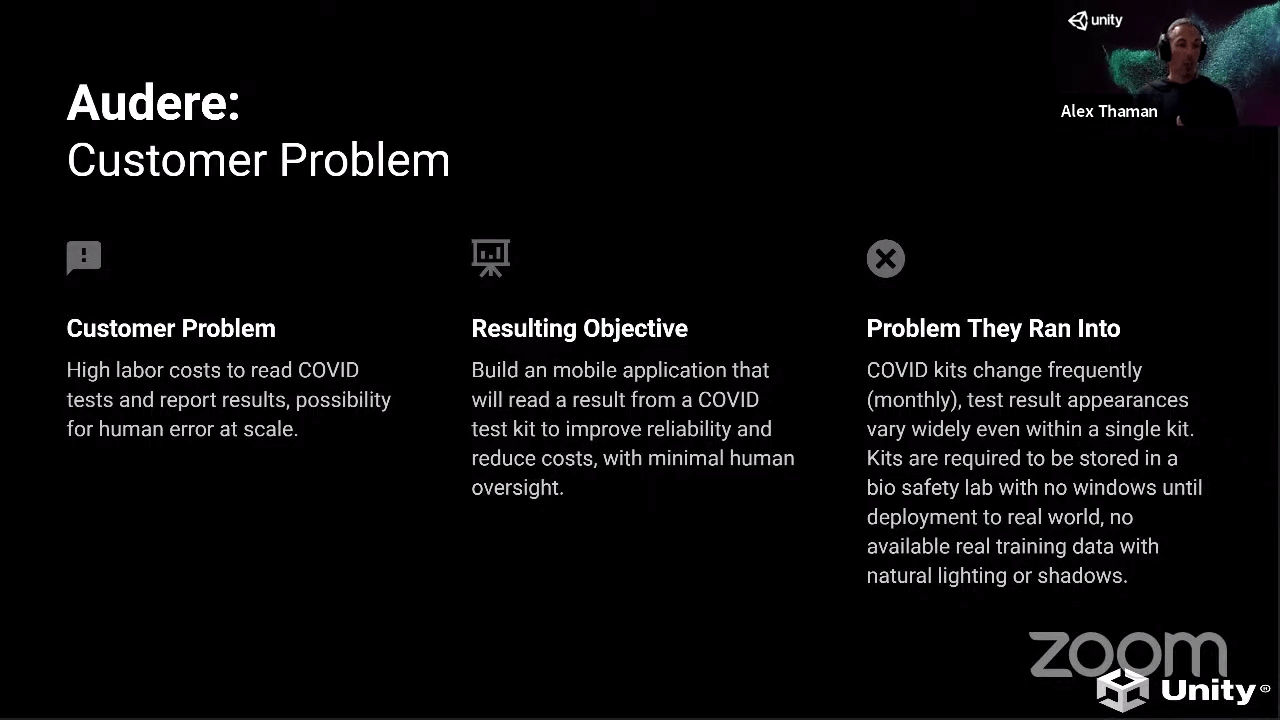 unity
Alex Thaman
Audere:
Customer Problem
Customer Problem
High labor costs to read COVID
tests and report results, possibility
for human error at scale.
Resulting Objective
Build an mobile application that
will read a result from a COVID
test kit to improve reliability and
reduce costs, with minimal human
oversight.
Problem They Ran Into
COVID kits change frequently
(monthly), test result appearances
vary widely even within a single kit.
Kits are required to be stored in a
bio safety lab with no windows until
deployment to real world, no
available real training data with
natural lighting or shadows.
zoom
Unity®